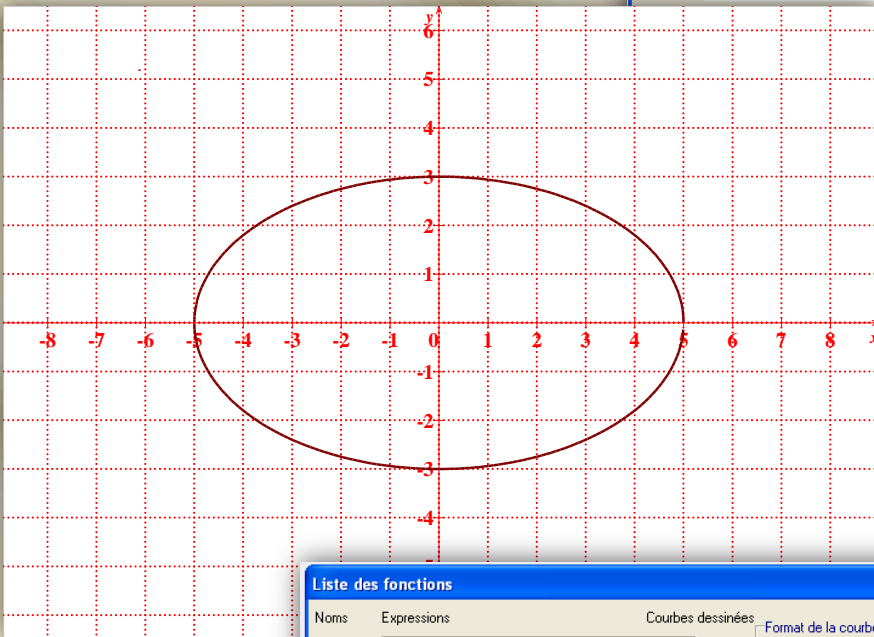 y
6
5
4
3
2
1
-8 -7 -6 -5 -4 -3 -2 -1 0 1 2 3 4 5 6 7 8
-1
-2
-3
-4
Liste des fonctions
Noms Expressions Courbes dessinées
Format de la courbe